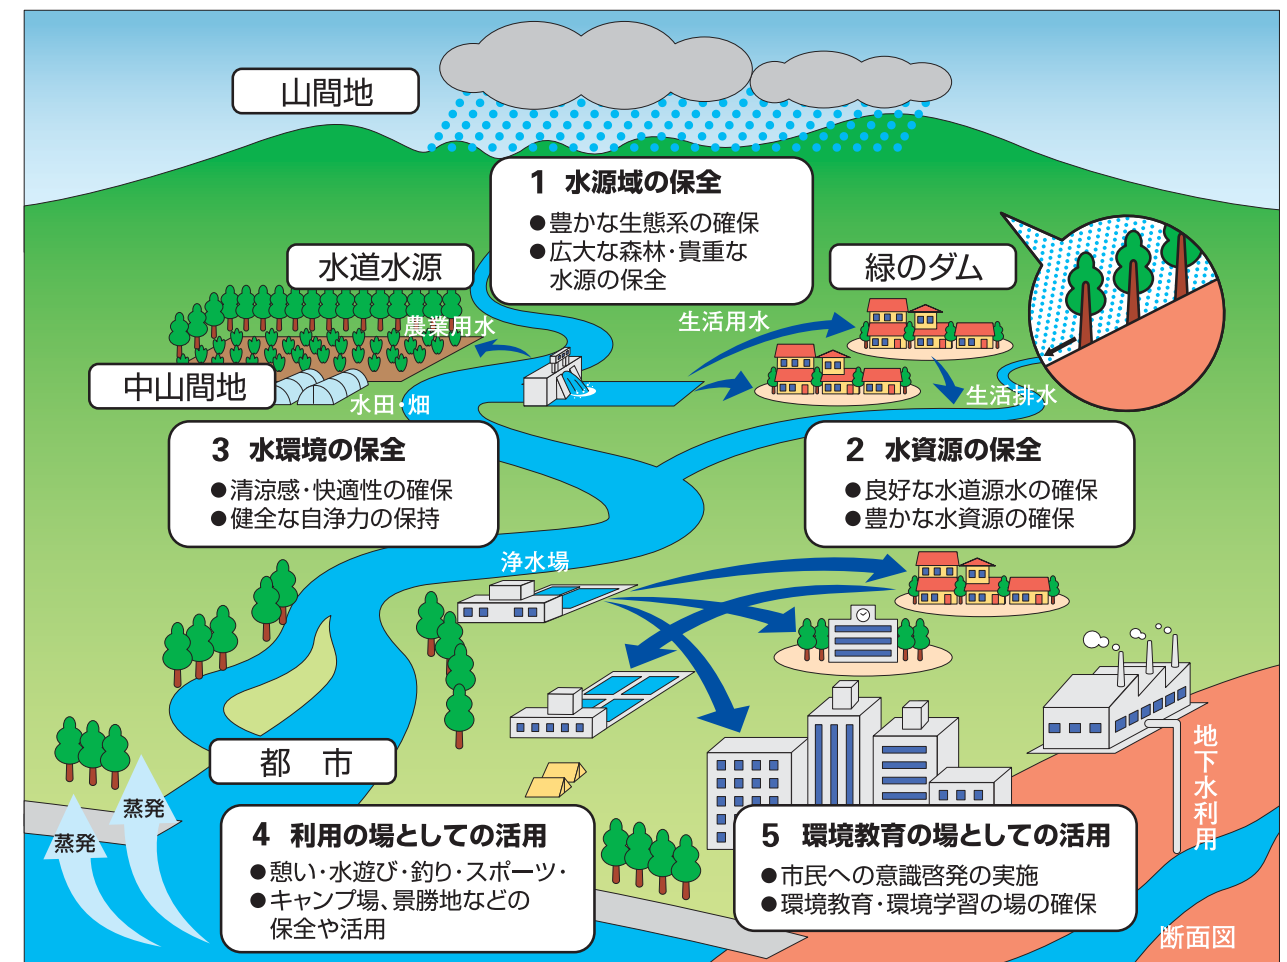 山間地
1 水源域の保全
●豊かな生態系の確保
●広大な森林・貴重な
水源の保全
水道水源
緑のダム
農業用水
生活用水
中山間地
水田・畑
生活排水
3 水環境の保全
●清涼感・快適性の確保
●健全な自浄力の保持
2 水資源の保全
●良好な水道源水の確保
●豊かな水資源の確保
浄水場
都 市
地下水利用
蒸発
蒸発
4 利用の場としての活用
●憩い・水遊び・釣り・スポーツ・
●キャンプ場、景勝地などの
保全や活用
5 環境教育の場としての活用
●市民への意識啓発の実施
●環境教育・環境学習の場の確保
断面図